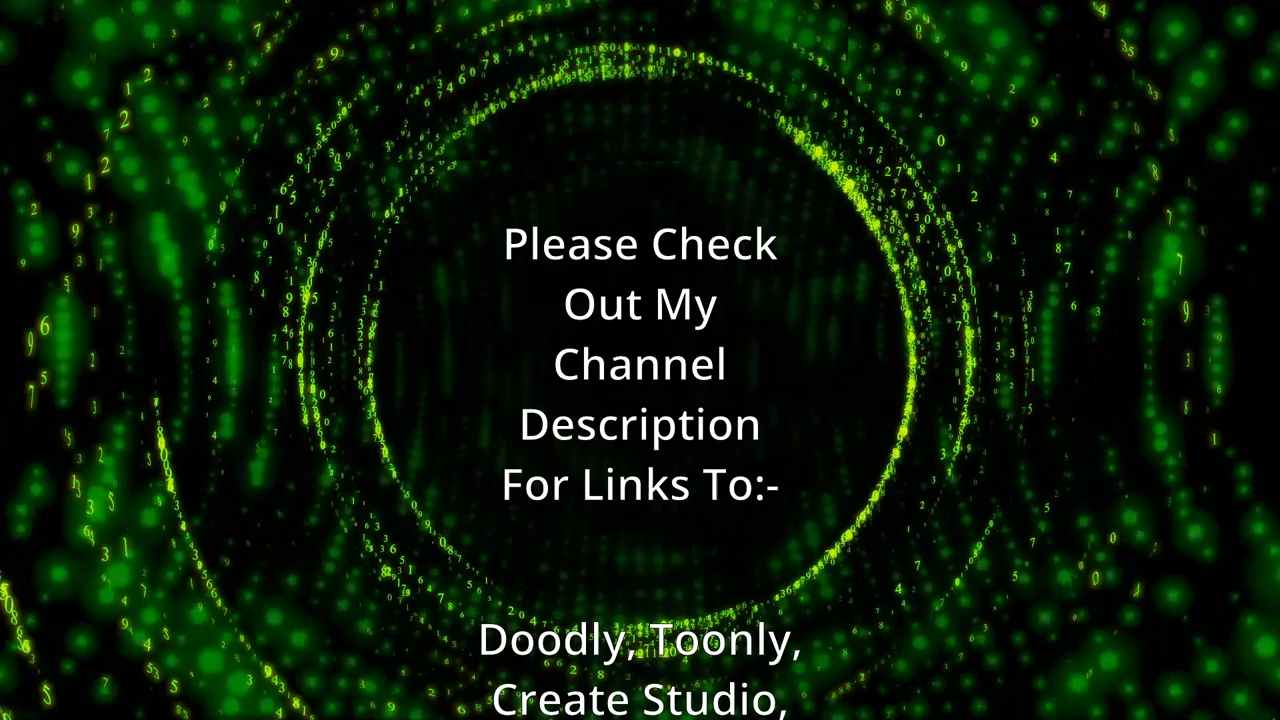 Please Check
Out My
Channel
Description
For Links To:-
Doodly, Toonly,
Create Studio,